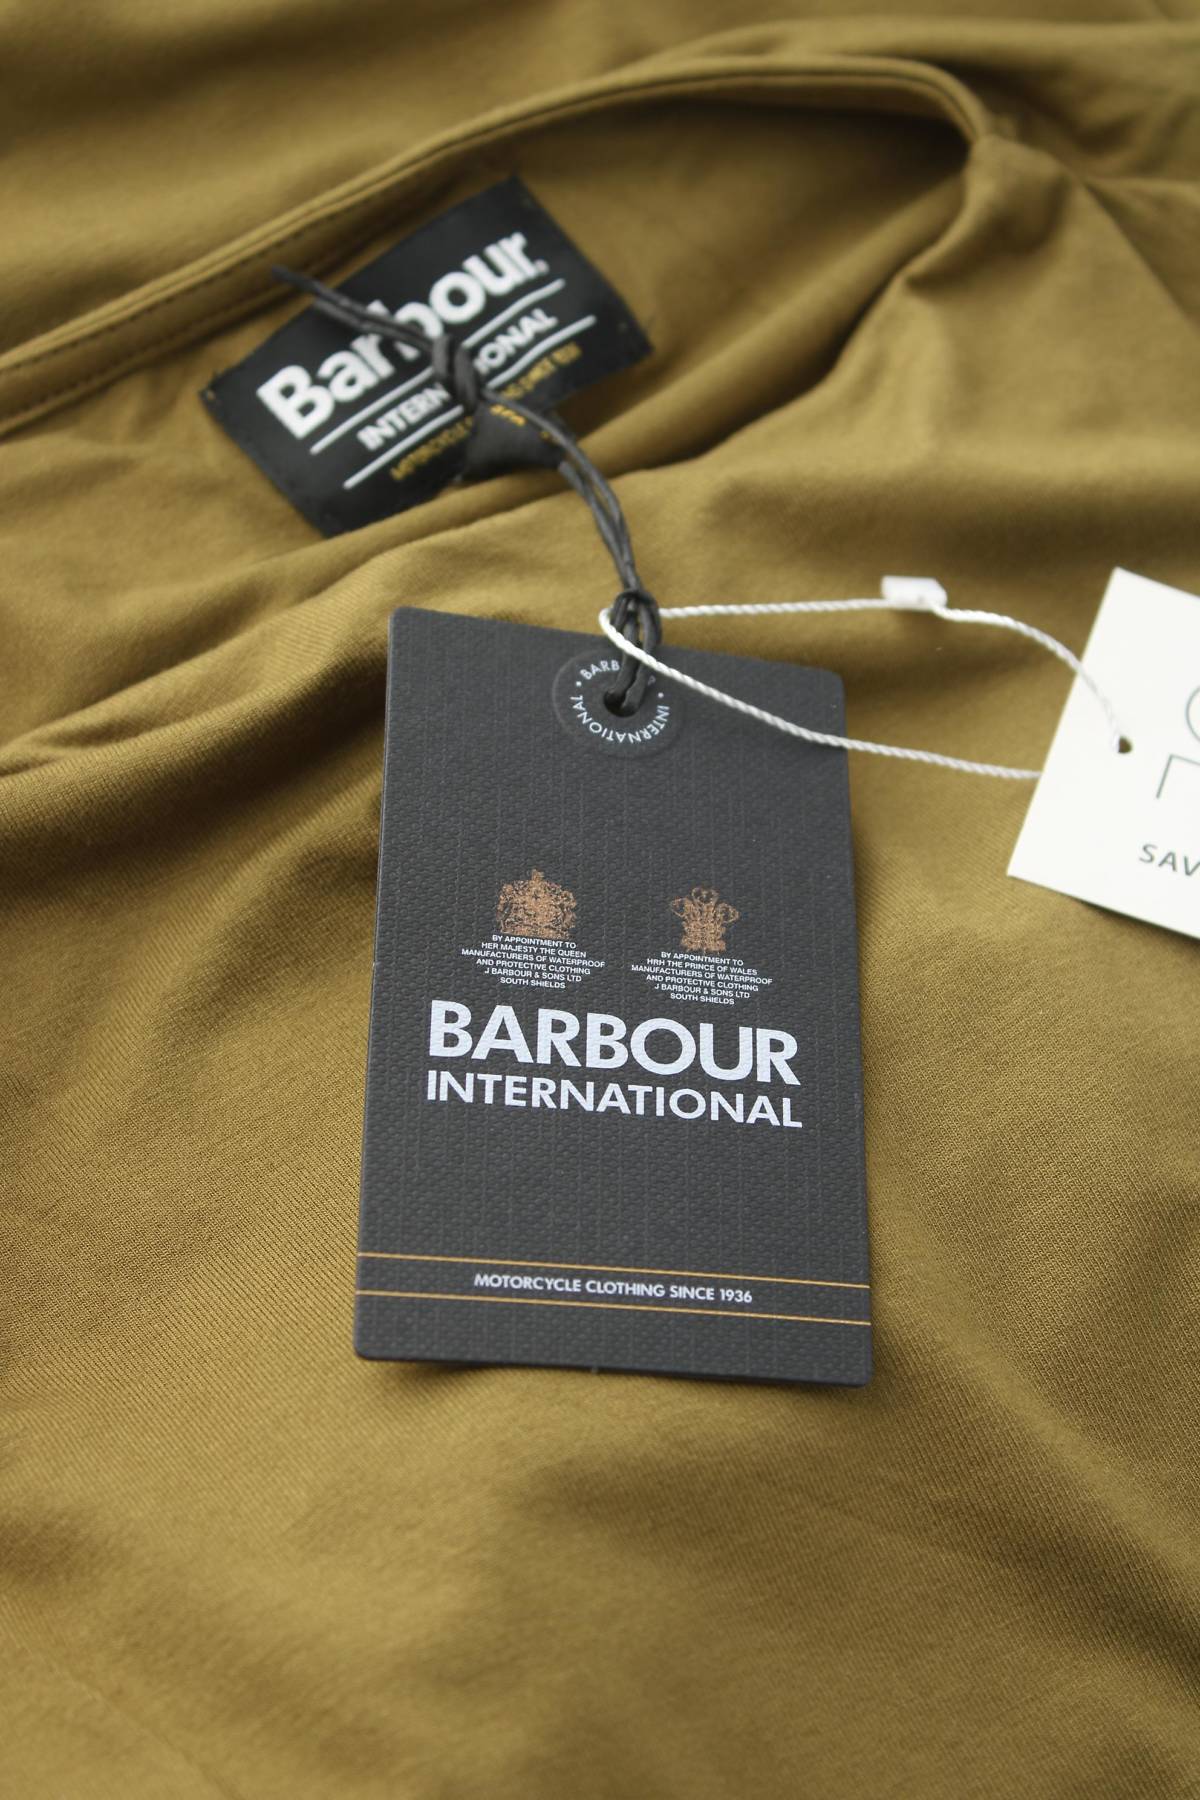 Barbour.
INTERNATIONAL
BARBOUR • INTERNATIONAL •
SAV
BY APPOINTMENT TO
HER MAJESTY THE QUEEN
MANUFACTURERS OF WATERPROOF
AND PROTECTIVE CLOTHING
J BARBOUR & SONS LTD
SOUTH SHIELDS
BY APPOINTMENT TO
HRH THE PRINCE OF WALES
MANUFACTURERS OF WATERPROOF
AND PROTECTIVE CLOTHING
J BARBOUR & SONS LTD
SOUTH SHIELDS
BARBOUR
INTERNATIONAL
MOTORCYCLE CLOTHING SINCE 1936